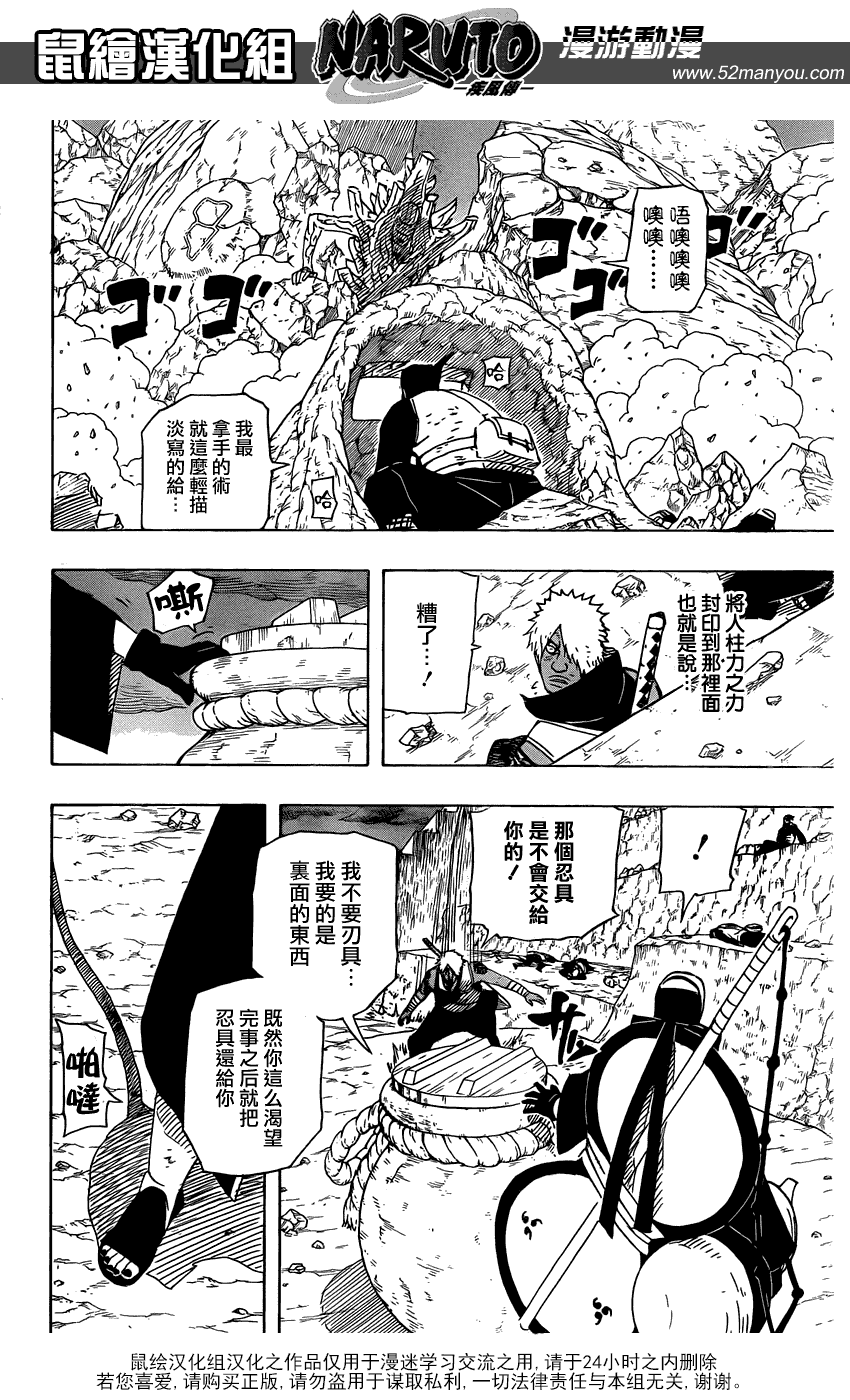 鼠繪漢化組
NARUTO
-疾風傳-
漫游動漫
www.52manyou.com
唔噢噢噢
噢噢……
ゴゴ
ゴゴ
哈
哈
我最
拿手的術
就這麼輕描
淡寫的給…
將人柱力之力
封印到那裡面
也就是說…
糟了…!
嘶
!
那個忍具
是不會交給
你的!
サッ
我不要刃具…
我要的是
裏面的東西
既然你這么渴望
完事之后就把
忍具還給你
啪噠
鼠绘汉化组汉化之作品仅用于漫迷学习交流之用, 请于24小时之内删除
若您喜爱, 请购买正版, 请勿盗用于谋取私利, 一切法律责任与本组无关, 谢谢。